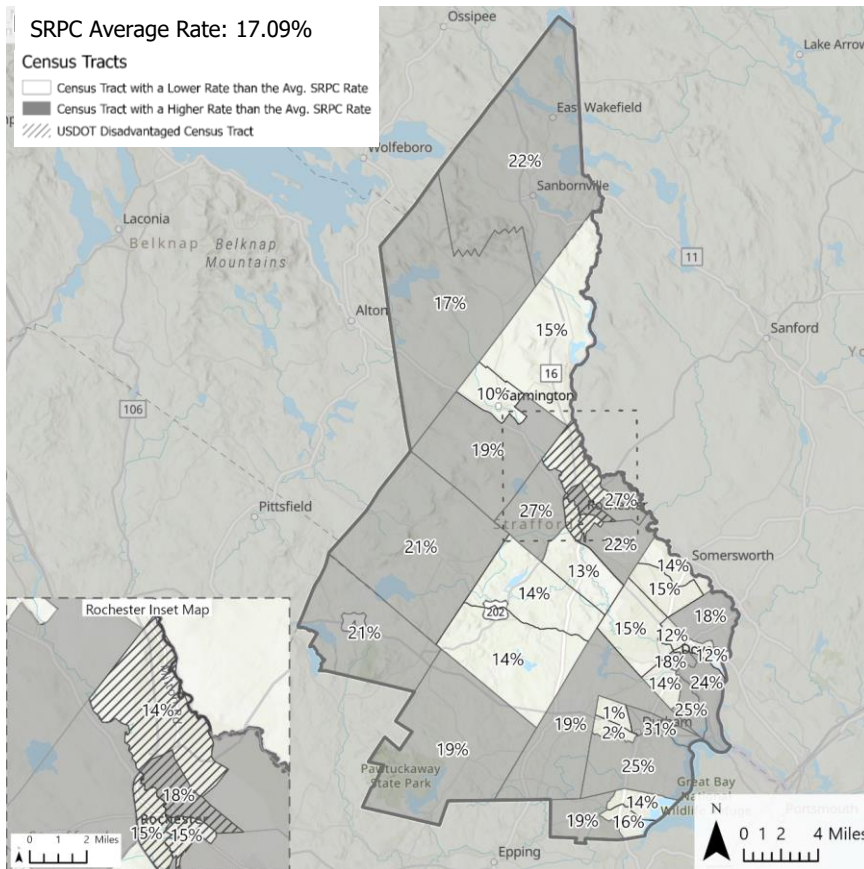 SRPC Average Rate: 17.09%
Census Tracts
Census Tract with a Lower Rate than the Avg. SRPC Rate
Census Tract with a Higher Rate than the Avg. SRPC Rate
USDOT Disadvantaged Census Tract
Ossipee
Lake Arrow
East Wakefield
Wolfeboro
22%
Sanbornville
Laconia
Belknap
Belknap
Mountains
11
17%
Alton
15%
Sanford
16
10%
armington
106
19%
27%
27%
Pittsfield
Strafford
22%
21%
Somersworth
14%
13%
15%
14%
202
18%
Rochester Inset Map
21%
15%
12%
12%
18%
14%
14%
24%
25%
1%
19%
31%
2%
14%
19%
25%
Pawtuckaway
State Park
18%
Great Bay
14%
Rochester
19%
16%
Portsmouth
15%
15%
N
0 1 2 4 Miles
0 1 2 Miles
Epping